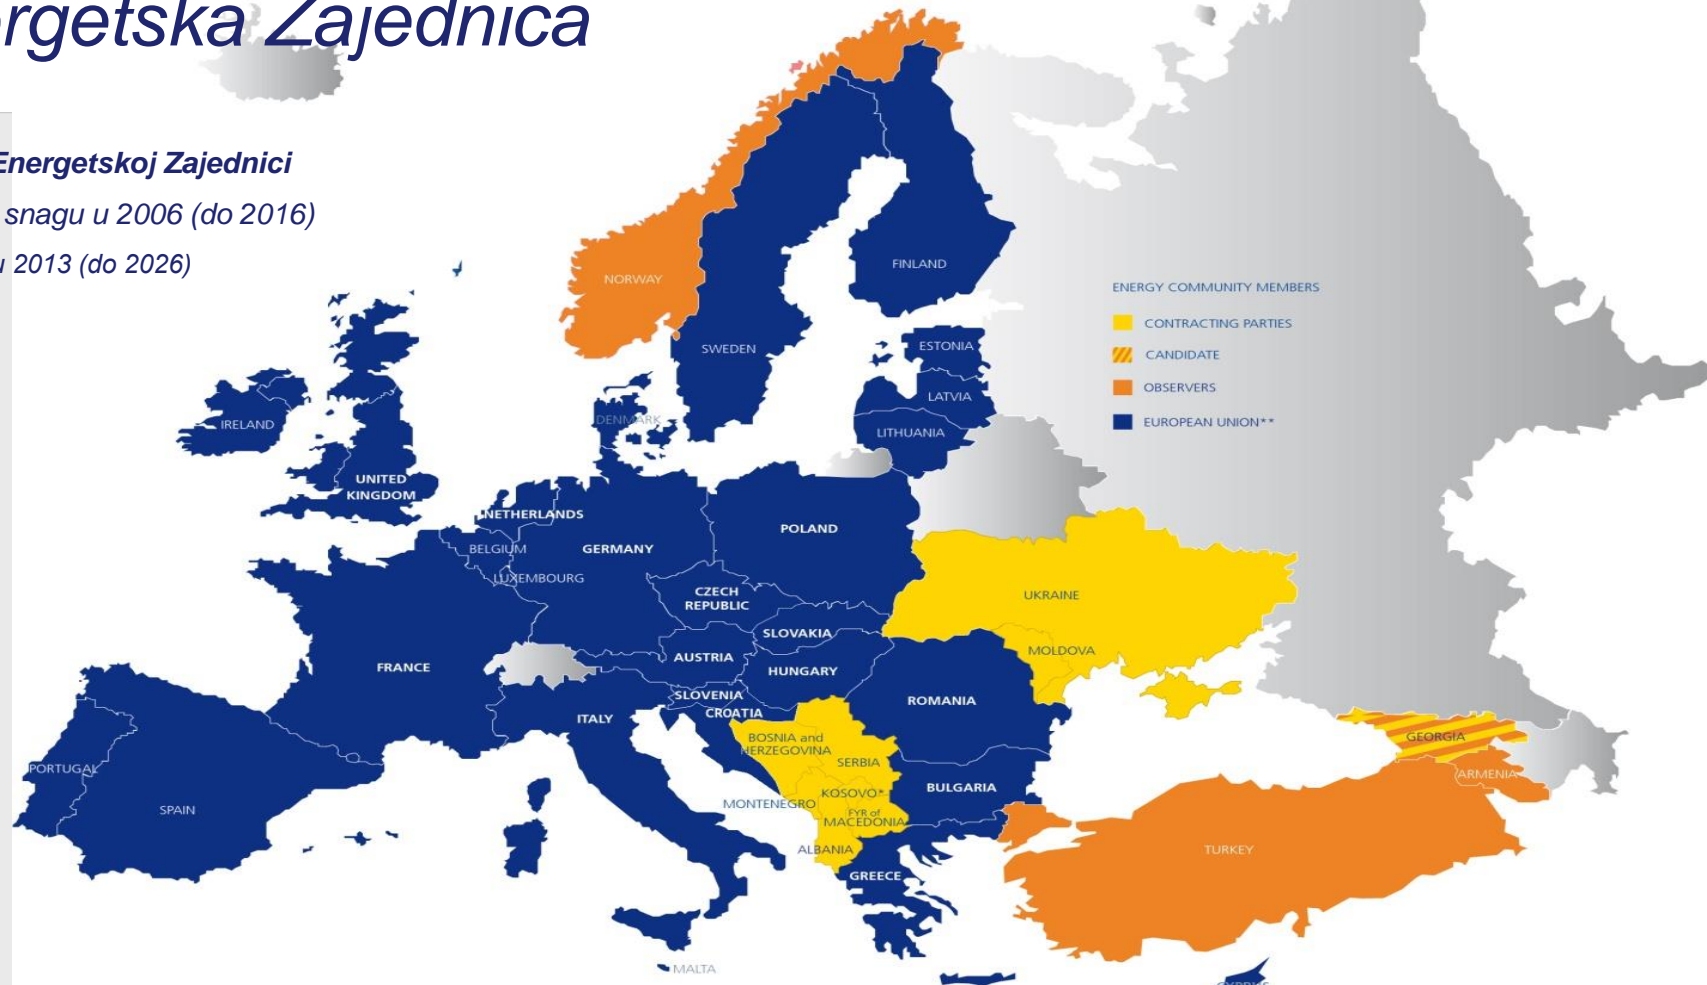 ergetska Zajednica
Energetskoj Zajednici
snagu u 2006 (do 2016)
u 2013 (do 2026)
NORWAY
FINLAND
SWEDEN
ESTONIA
LATVIA
LITHUANIA
DENMARK
IRELAND
UNITED
KINGDOM
ENERGY COMMUNITY MEMBERS
CONTRACTING PARTIES
CANDIDATE
OBSERVERS
EUROPEAN UNION**
NETHERLANDS
BELGIUM
LUXEMBOURG
GERMANY
POLAND
CZECH
REPUBLIC
SLOVAKIA
AUSTRIA
HUNGARY
SLOVENIA
CROATIA
FRANCE
ITALY
ROMANIA
UKRAINE
MOLDOVA
BOSNIA and
HERZEGOVINA
SERBIA
KOSOVO*
MONTENEGRO
FYR of
MACEDONIA
ALBANIA
BULGARIA
GREECE
PORTUGAL
SPAIN
GEORGIA
ARMENIA
TURKEY
MALTA
CYPRUS